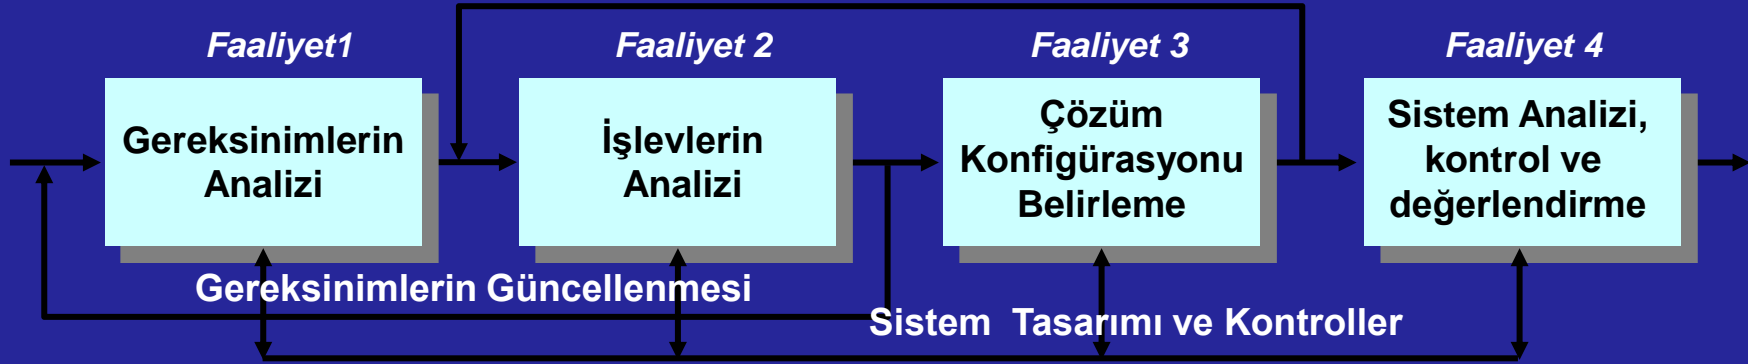 Faaliyet1
Faaliyet 2
Faaliyet 3
Faaliyet 4
Gereksinimlerin
Analizi
İşlevlerin
Analizi
Çözüm
Konfigürasyonu
Belirleme
Sistem Analizi,
kontrol ve
değerlendirme
Gereksinimlerin Güncellenmesi
Sistem Tasarımı ve Kontroller